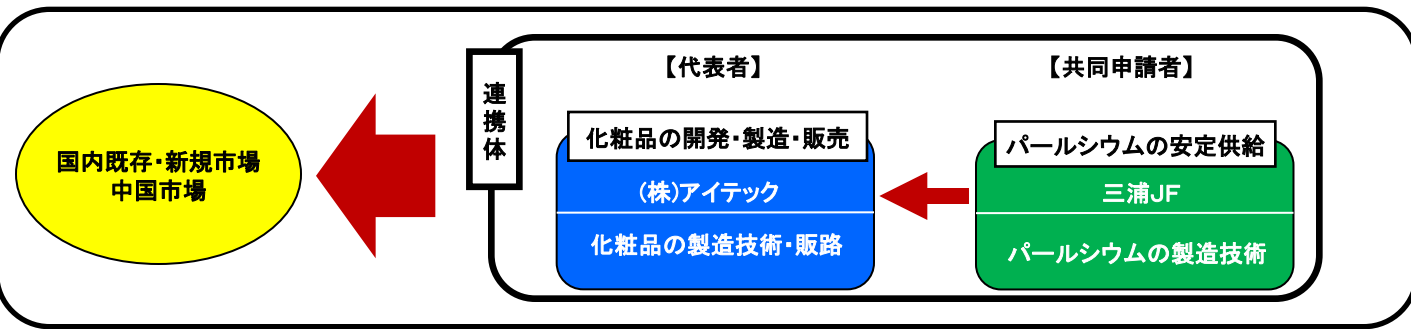 国内既存・新規市場
中国市場
連携体
【代表者】
化粧品の開発・製造・販売
(株)アイテック
化粧品の製造技術・販路
【共同申請者】
パールシウムの安定供給
三浦JF
パールシウムの製造技術